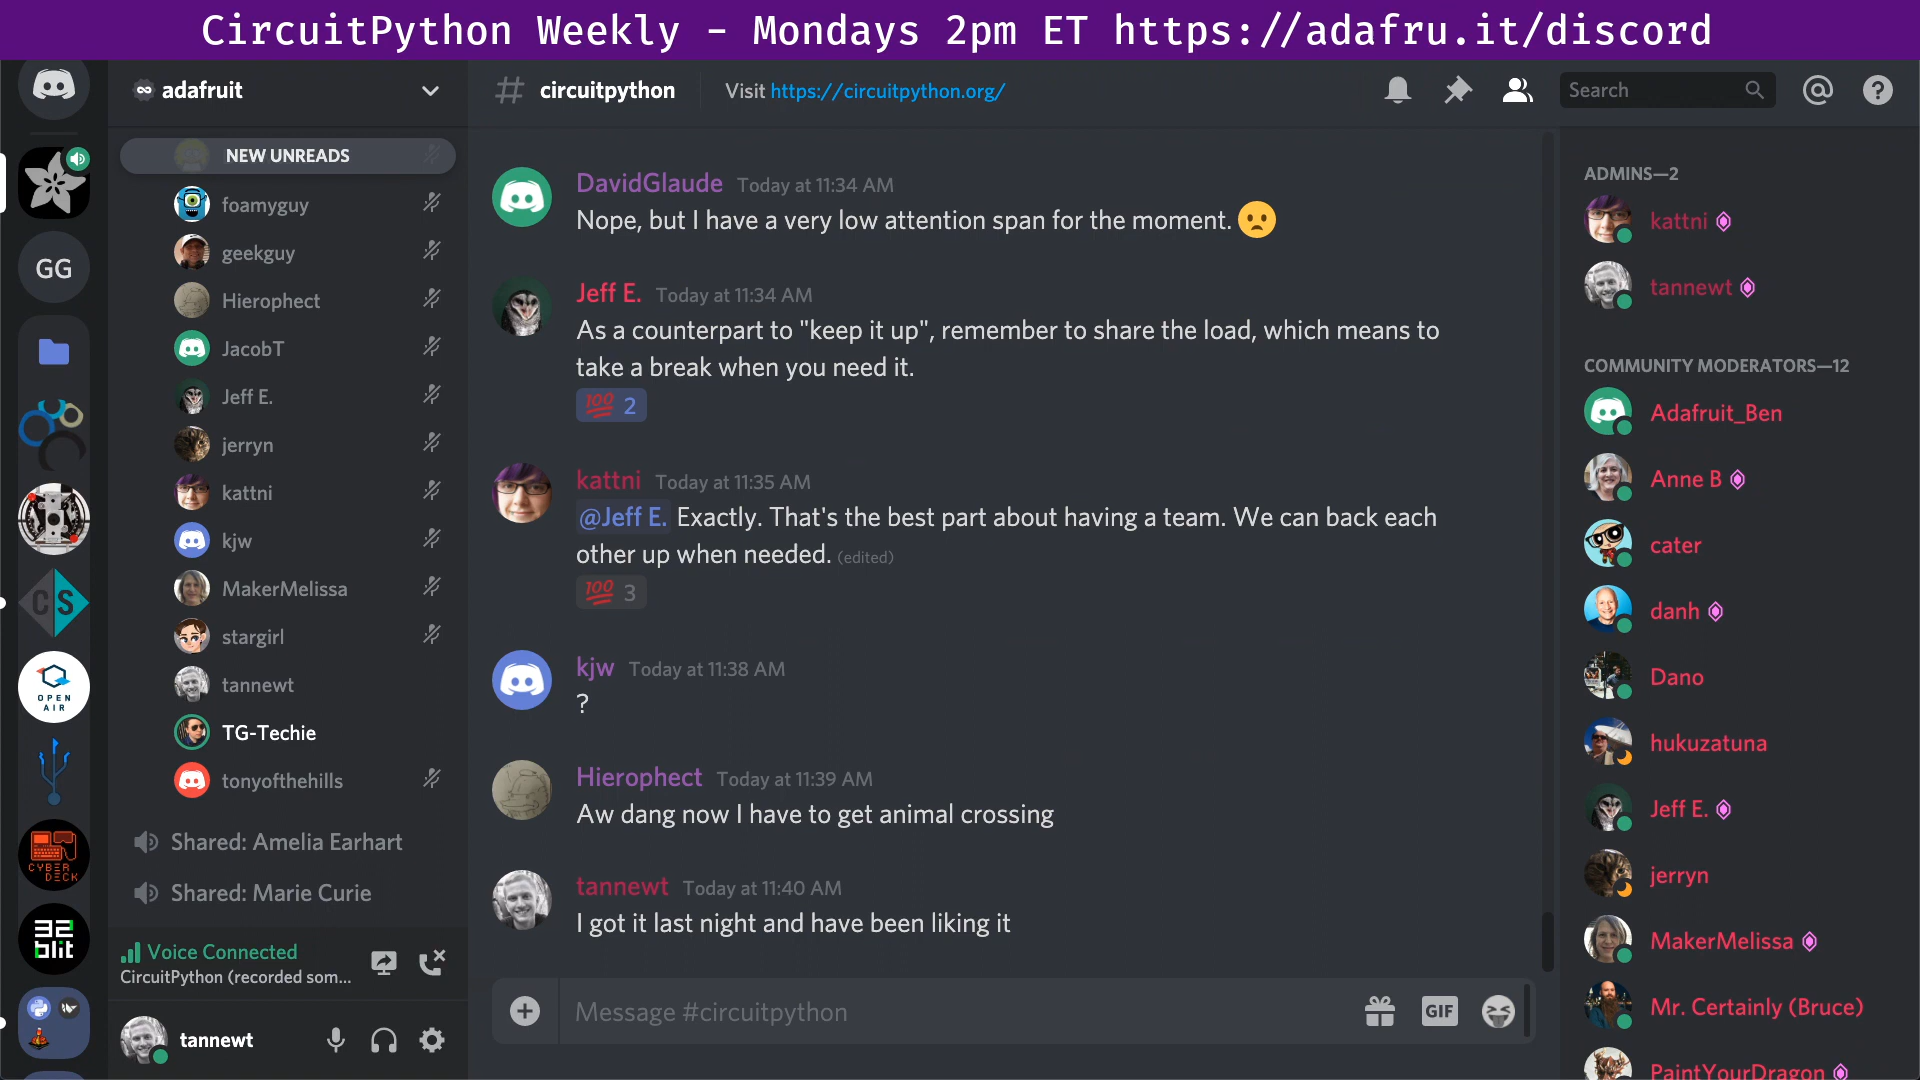 CircuitPython Weekly – Mondays 2pm ET https://adafru.it/discord
adafruit
# circuitpython
Visit https://circuitpython.org/
Search
GG
CS
OPEN
AIR
CYBER
DECK
32
blit
NEW UNREADS
foamyguy
geekguy
Hierophect
JacobT
Jeff E.
jerryn
kattni
kjw
MakerMelissa
stargirl
tannewt
TG-Techie
tonyofthehills
Shared: Amelia Earhart
Shared: Marie Curie
Voice Connected
CircuitPython (recorded som...
tannewt
DavidGlaude Today at 11:34 AM
Nope, but I have a very low attention span for the moment.
Jeff E. Today at 11:34 AM
As a counterpart to "keep it up", remember to share the load, which means to
take a break when you need it.
100 2
kattni Today at 11:35 AM
@Jeff E. Exactly. That's the best part about having a team. We can back each
other up when needed. (edited)
100 3
kjw Today at 11:38 AM
?
Hierophect Today at 11:39 AM
Aw dang now I have to get animal crossing
tannewt Today at 11:40 AM
I got it last night and have been liking it
Message #circuitpython
GIF
ADMINS—2
kattni
tannewt
COMMUNITY MODERATORS—12
Adafruit_Ben
Anne B
cater
danh
Dano
hukuzatuna
Jeff E.
jerryn
MakerMelissa
Mr. Certainly (Bruce)
PaintYourDragon